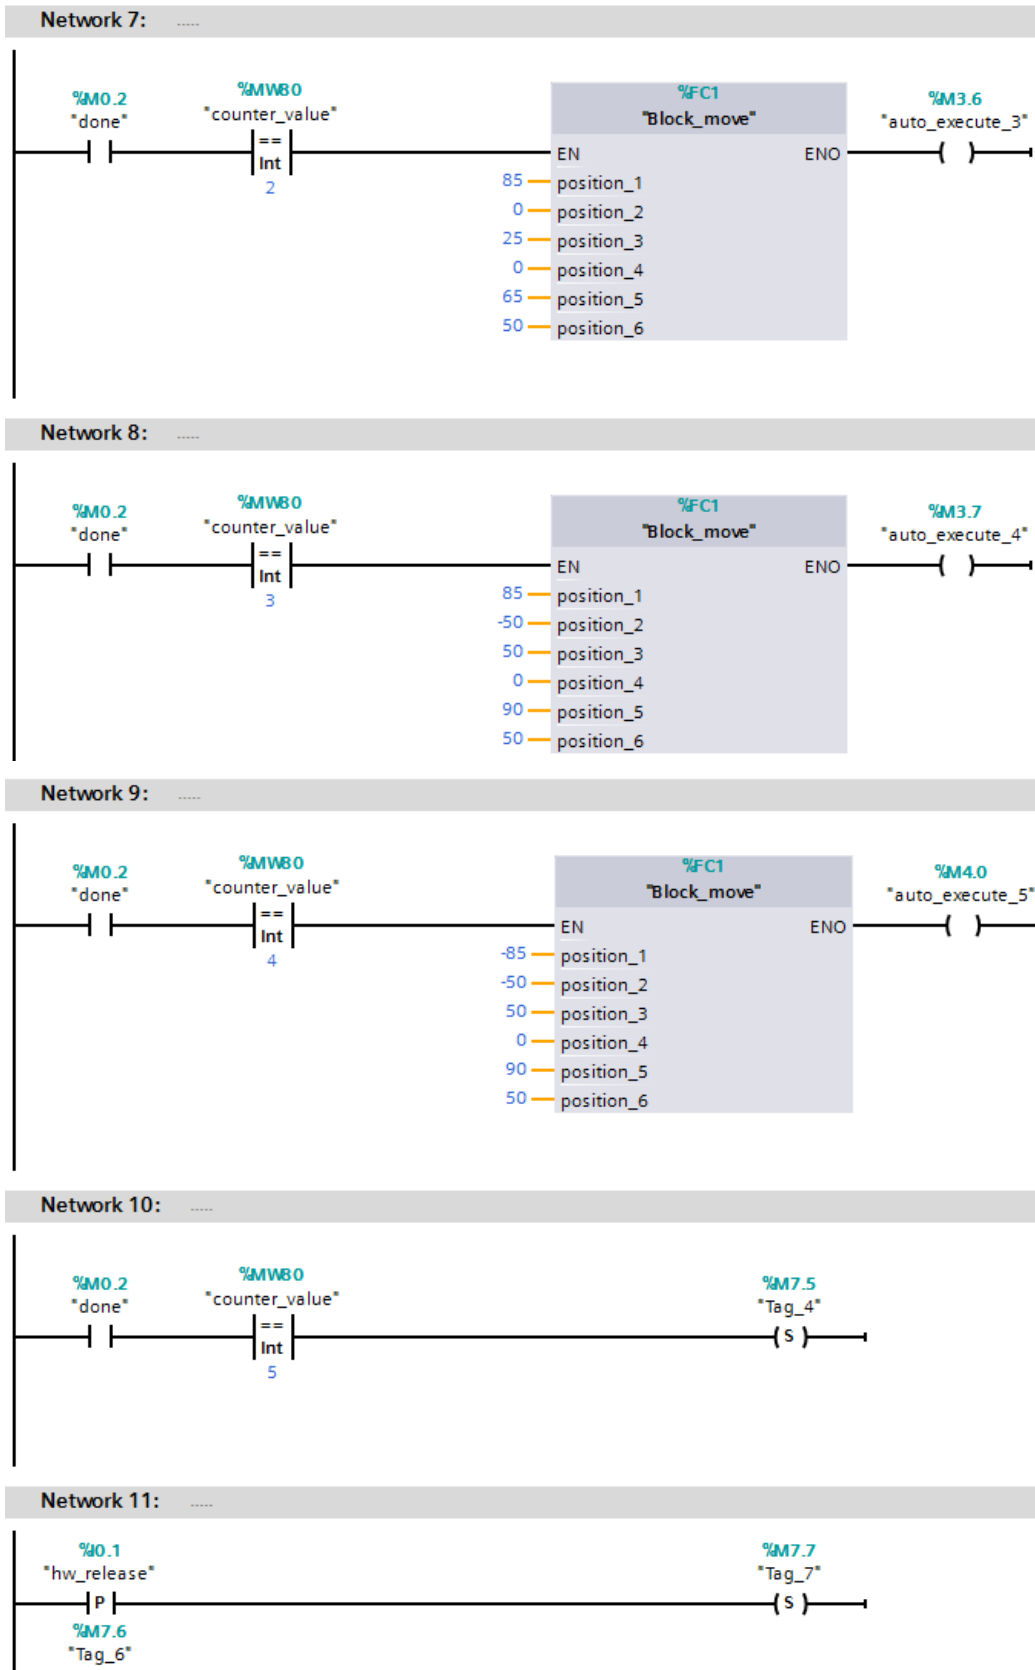 Network 7: .....
%M0.2
"done"
%MW80
"counter_value"
==
Int
2
%FC1
"Block_move"
EN
ENO
85
position_1
0
position_2
25
position_3
0
position_4
65
position_5
50
position_6
%M3.6
"auto_execute_3"
Network 8: .....
%M0.2
"done"
%MW80
"counter_value"
==
Int
3
%FC1
"Block_move"
EN
ENO
85
position_1
-50
position_2
50
position_3
0
position_4
90
position_5
50
position_6
%M3.7
"auto_execute_4"
Network 9: .....
%M0.2
"done"
%MW80
"counter_value"
==
Int
4
%FC1
"Block_move"
EN
ENO
-85
position_1
-50
position_2
50
position_3
0
position_4
90
position_5
50
position_6
%M4.0
"auto_execute_5"
Network 10: .....
%M0.2
"done"
%MW80
"counter_value"
==
Int
5
%M7.5
"Tag_4"
S
Network 11: .....
%I0.1
"hw_release"
P
%M7.6
"Tag_6"
%M7.7
"Tag_7"
S